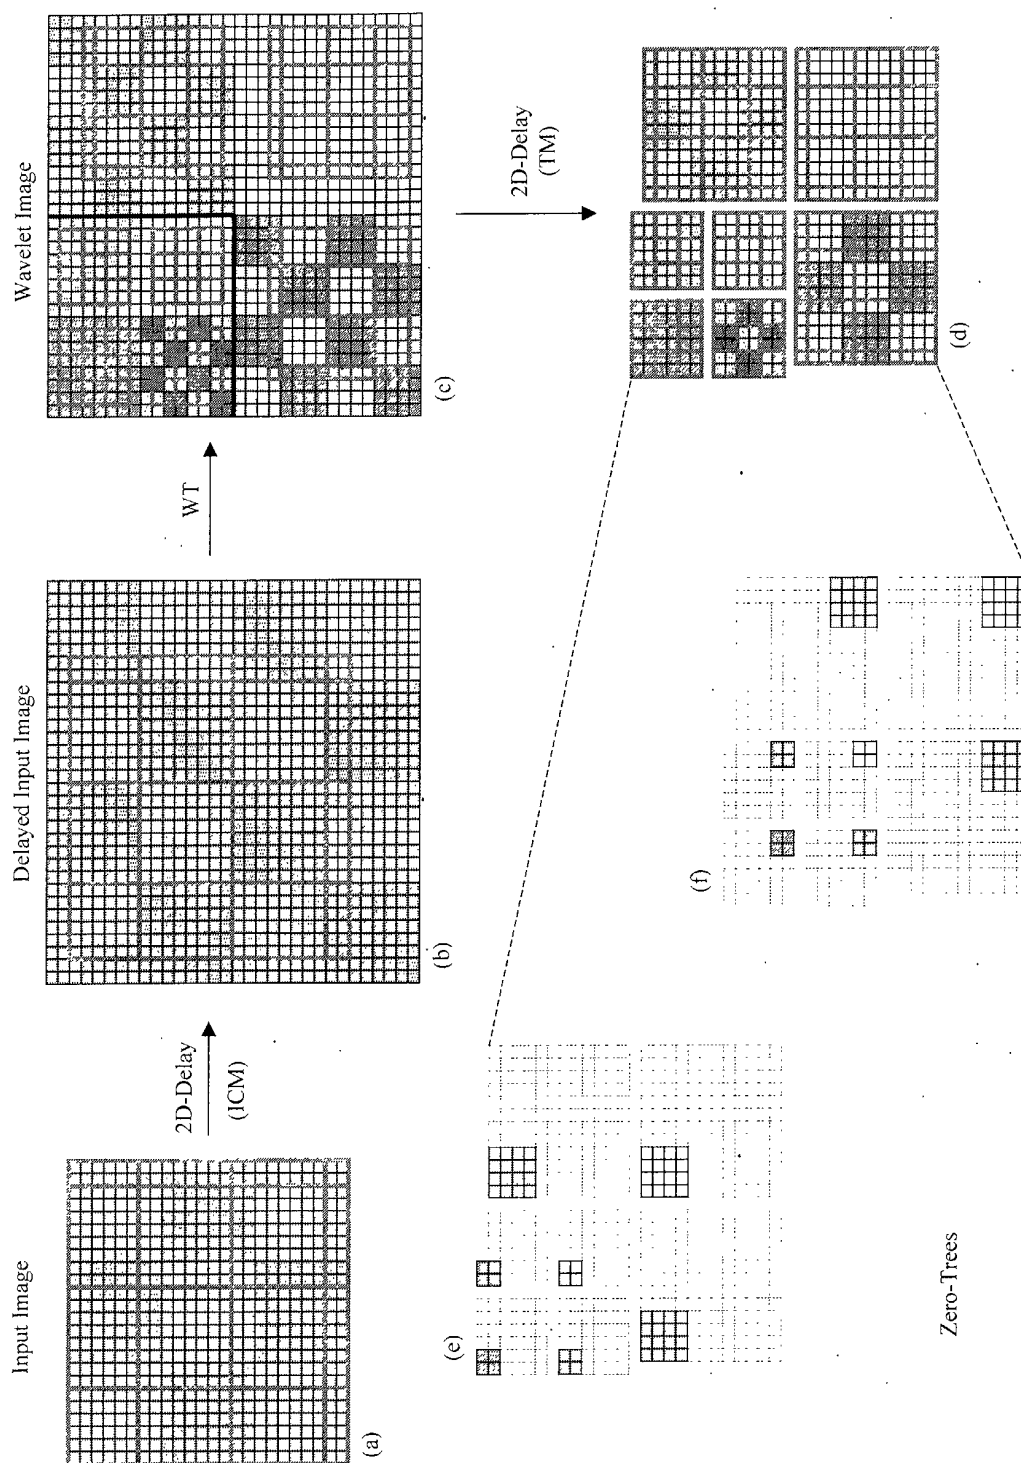 Input Image
(a)
2D-Delay
(ICM)
Delayed Input Image
(b)
WT
Wavelet Image
(c)
2D-Delay
(TM)
(d)
(e)
(f)
Zero-Trees